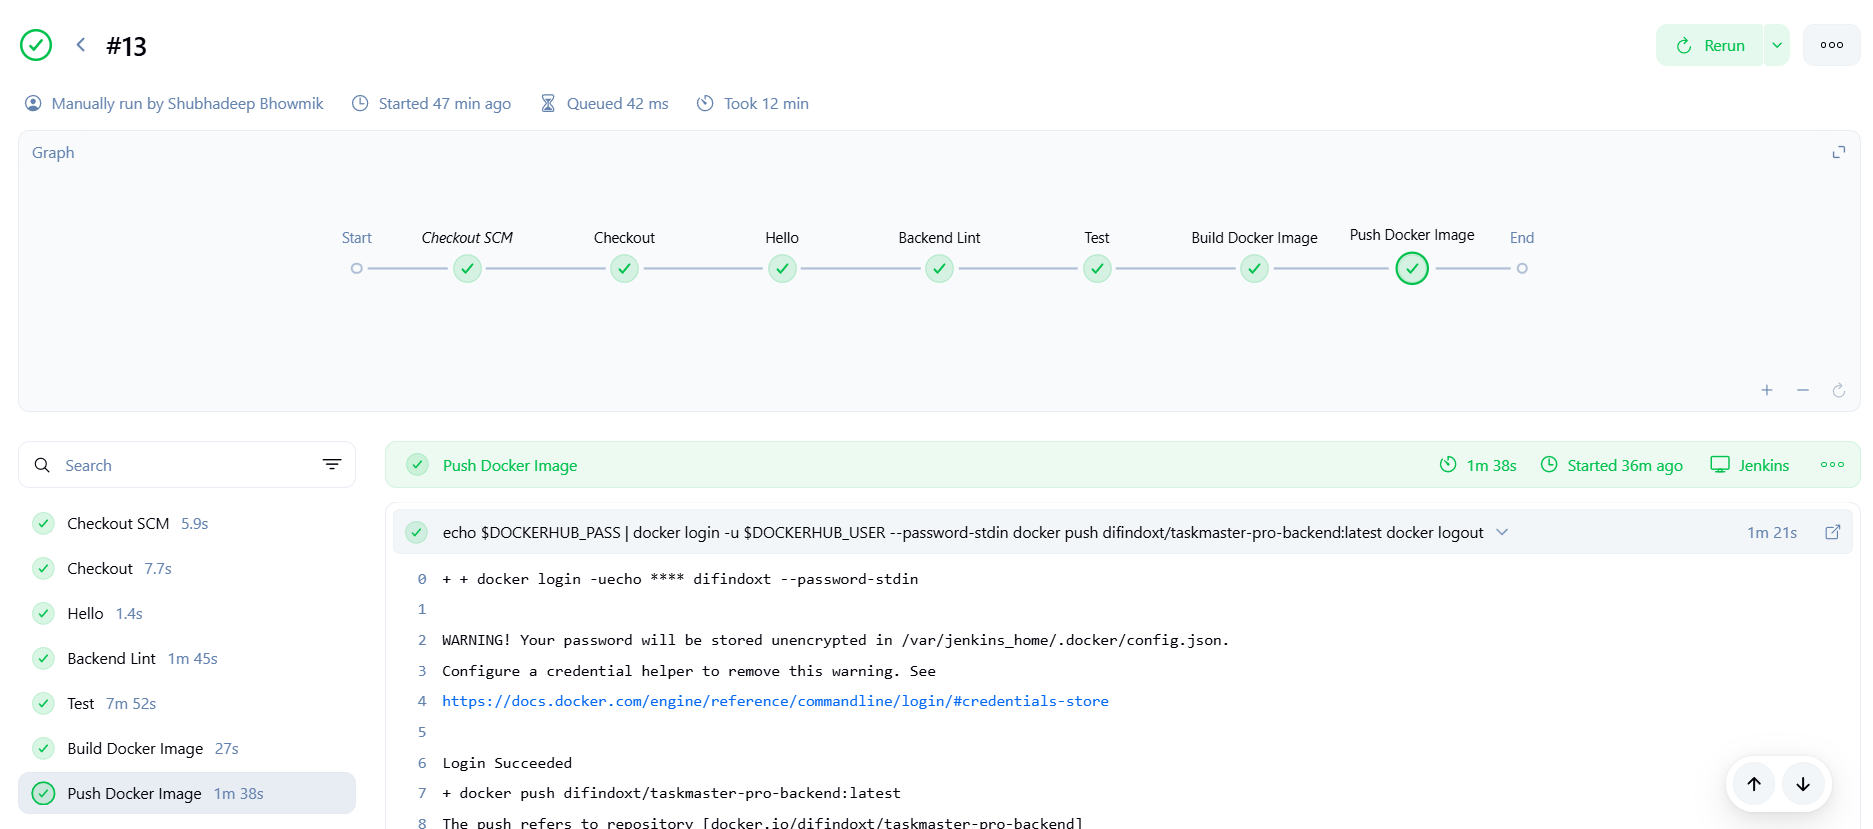 #13
Rerun
Manually run by Shubhadeep Bhowmik Started 47 min ago Queued 42 ms Took 12 min
Graph
Start Checkout SCM Checkout Hello Backend Lint Test Build Docker Image Push Docker Image End
Search
Checkout SCM 5.9s
Checkout 7.7s
Hello 1.4s
Backend Lint 1m 45s
Test 7m 52s
Build Docker Image 27s
Push Docker Image 1m 38s
Push Docker Image 1m 38s Started 36m ago Jenkins
echo $DOCKERHUB_PASS | docker login -u $DOCKERHUB_USER --password-stdin docker push difindoxt/taskmaster-pro-backend:latest docker logout 1m 21s
0 + + docker login -uecho **** difindoxt --password-stdin
1
2 WARNING! Your password will be stored unencrypted in /var/jenkins_home/.docker/config.json.
3 Configure a credential helper to remove this warning. See
4 https://docs.docker.com/engine/reference/commandline/login/#credentials-store
5
6 Login Succeeded
7 + docker push difindoxt/taskmaster-pro-backend:latest
8 The push refers to repository [docker.io/difindoxt/taskmaster-pro-backend]